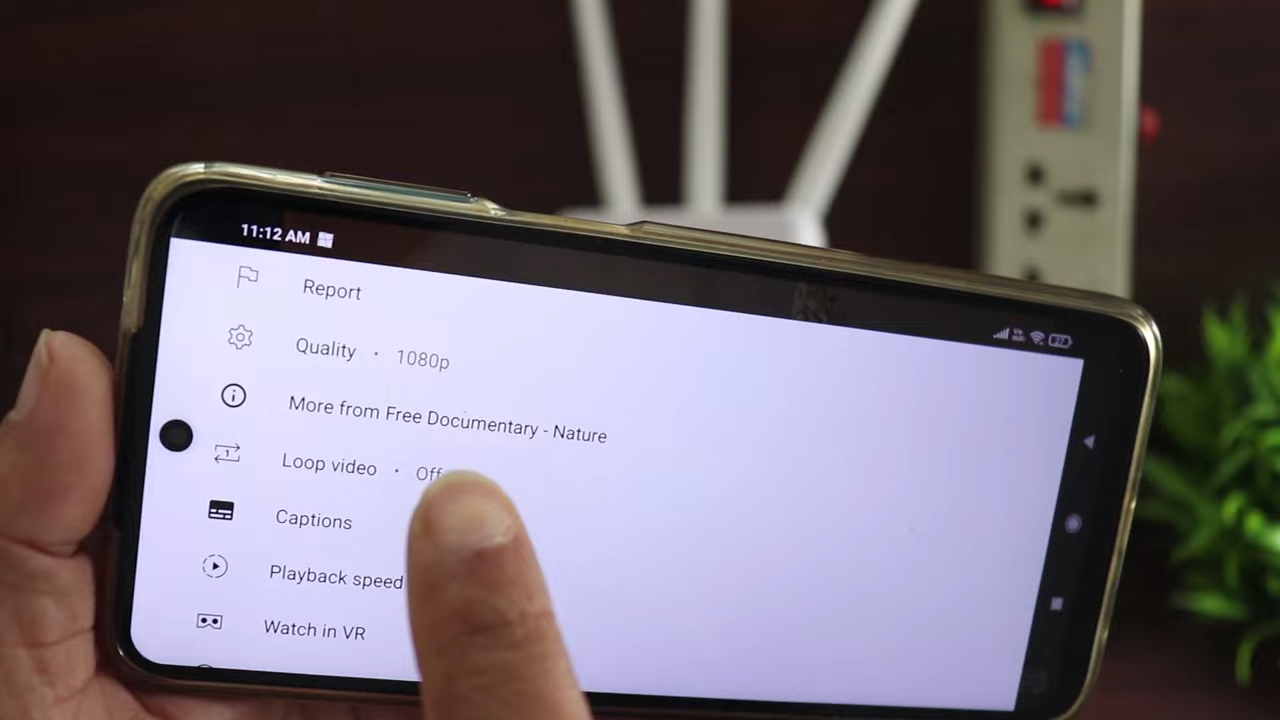 11:12 AM
Report
Quality · 1080p
More from Free Documentary - Nature
Loop video · Off
Captions
Playback speed
Watch in VR
27